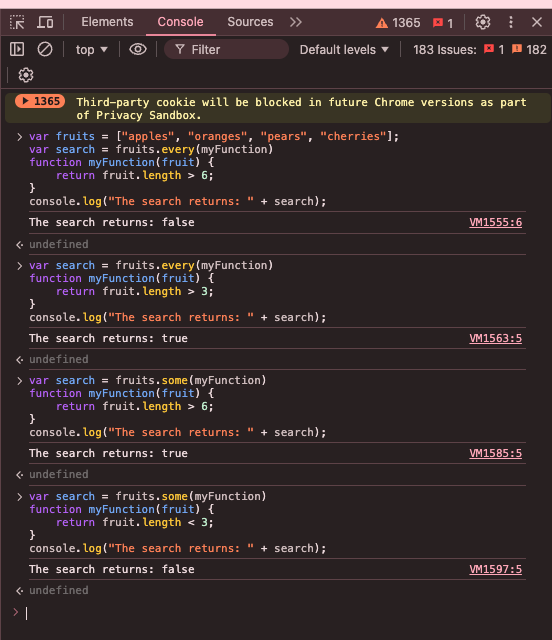 Elements Console Sources 1365 1
top Filter Default levels 183 Issues: 1 182
1365 Third-party cookie will be blocked in future Chrome versions as part
of Privacy Sandbox.
> var fruits = ["apples", "oranges", "pears", "cherries"];
var search = fruits.every(myFunction)
function myFunction(fruit) {
    return fruit.length > 6;
}
console.log("The search returns: " + search);
The search returns: false VM1555:6
undefined
> var search = fruits.every(myFunction)
function myFunction(fruit) {
    return fruit.length > 3;
}
console.log("The search returns: " + search);
The search returns: true VM1563:5
undefined
> var search = fruits.some(myFunction)
function myFunction(fruit) {
    return fruit.length > 6;
}
console.log("The search returns: " + search);
The search returns: true VM1585:5
undefined
> var search = fruits.some(myFunction)
function myFunction(fruit) {
    return fruit.length < 3;
}
console.log("The search returns: " + search);
The search returns: false VM1597:5
undefined
>